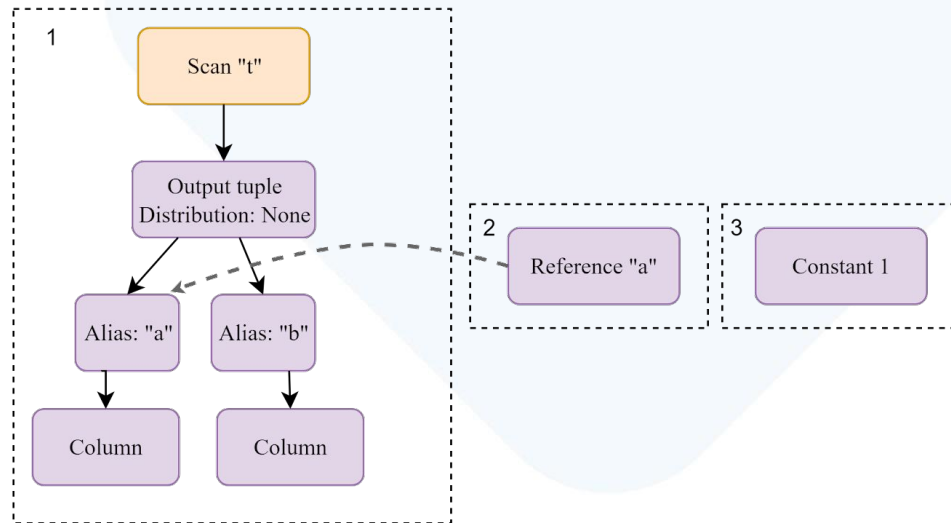 1
Scan "t"
Output tuple
Distribution: None
Alias: "a"
Alias: "b"
Column
Column
2
Reference "a"
3
Constant 1